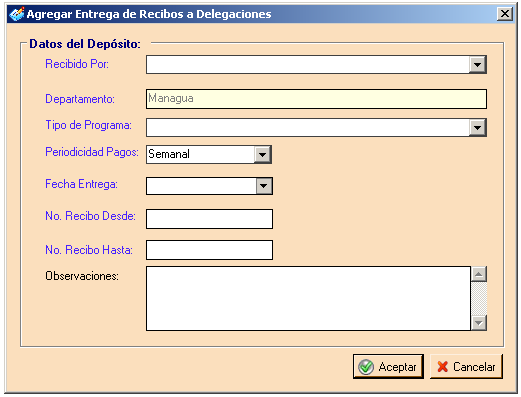 Agregar Entrega de Recibos a Delegaciones
Datos del Depósito:
Recibido Por:
Departamento: Managua
Tipo de Programa:
Periodicidad Pagos: Semanal
Fecha Entrega:
No. Recibo Desde:
No. Recibo Hasta:
Observaciones:
Aceptar Cancelar